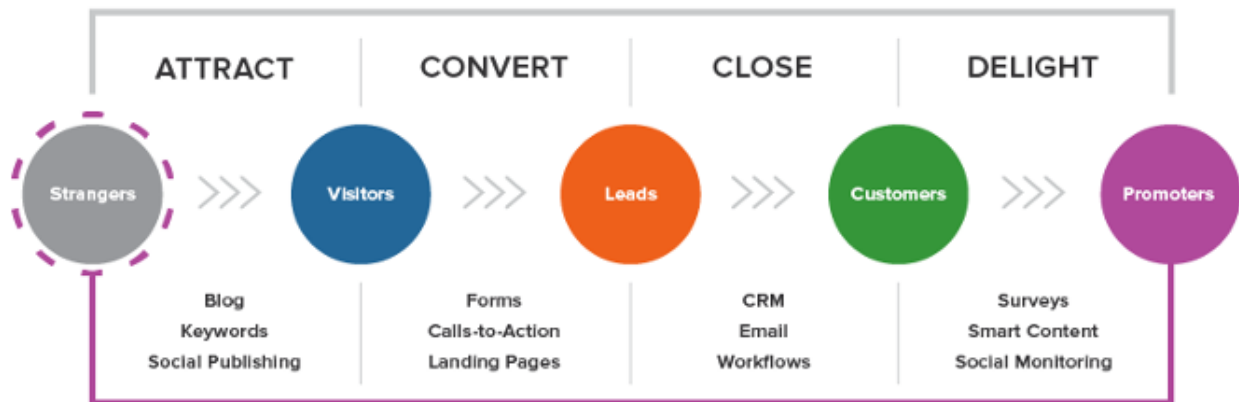 ATTRACT
CONVERT
CLOSE
DELIGHT
Strangers
Visitors
Leads
Customers
Promoters
Blog
Keywords
Social Publishing
Forms
Calls-to-Action
Landing Pages
CRM
Email
Workflows
Surveys
Smart Content
Social Monitoring